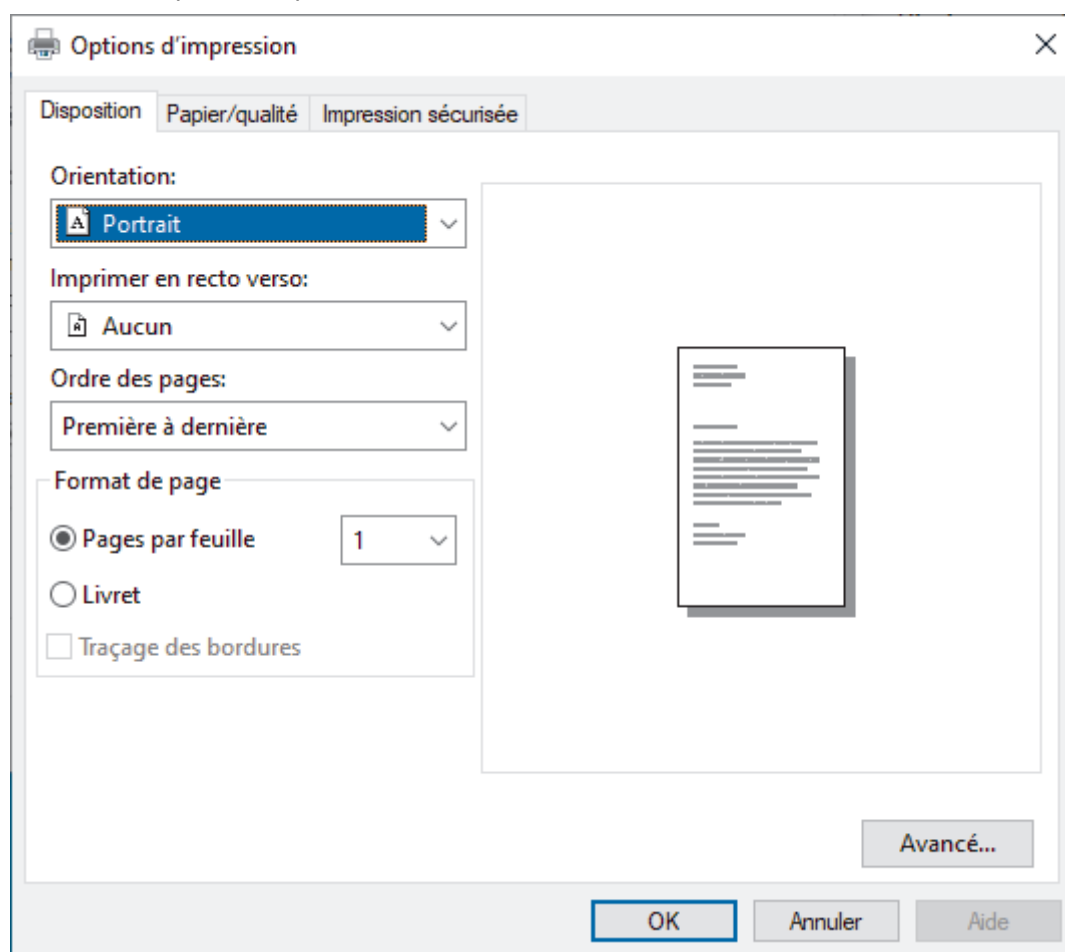 Options d'impression
Disposition Papier/qualité Impression sécurisée
Orientation:
Portrait
Imprimer en recto verso:
Aucun
Ordre des pages:
Première à dernière
Format de page
Pages par feuille 1
Livret
Traçage des bordures
Avancé...
OK Annuler Aide